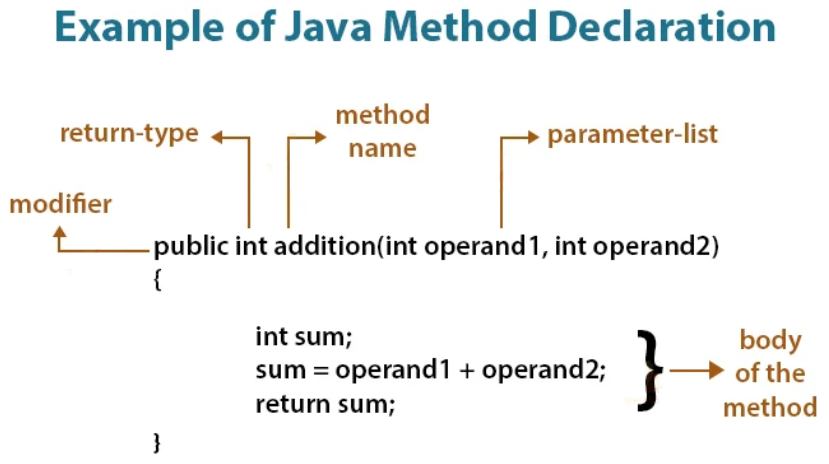 Example of Java Method Declaration
return-type
method
name
parameter-list
modifier
public int addition(int operand1, int operand2)
{
int sum;
sum = operand1 + operand2;
return sum;
}
}
body
of the
method